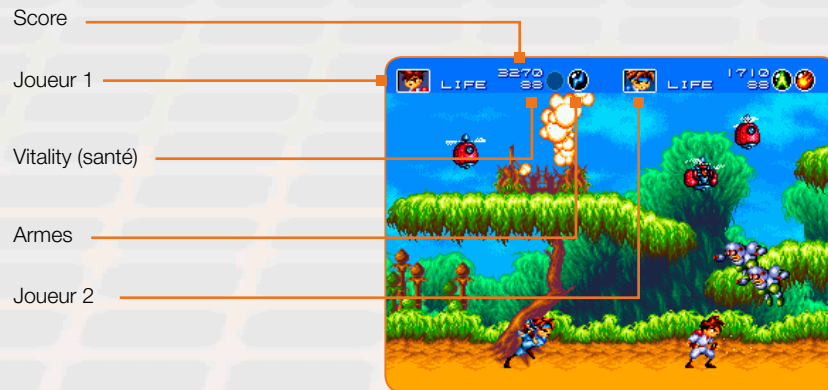 Score
Joueur 1
Vitality (santé)
Armes
Joueur 2
3270
LIFE 88
1710
LIFE 88